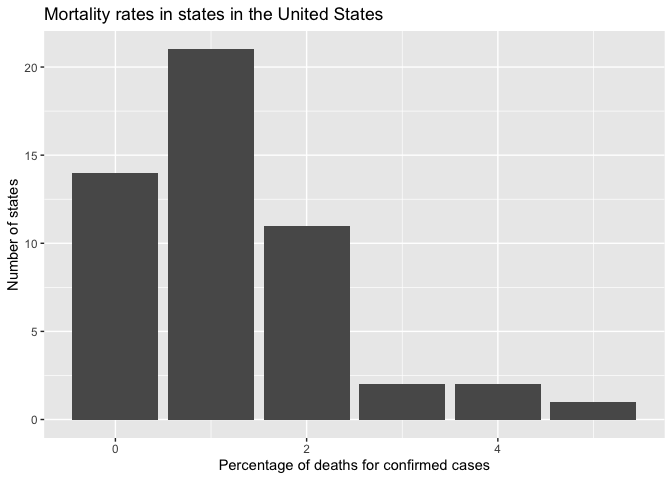 Mortality rates in states in the United States
20
15
10
5
0
Number of states
0 2 4
Percentage of deaths for confirmed cases